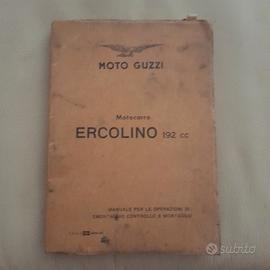 MOTO GUZZI
Motocarro
ERCOLINO 192 cc
MANUALE PER LE OPERAZIONI DI
SMONTAGGIO CONTROLLO E MONTAGGIO
subito